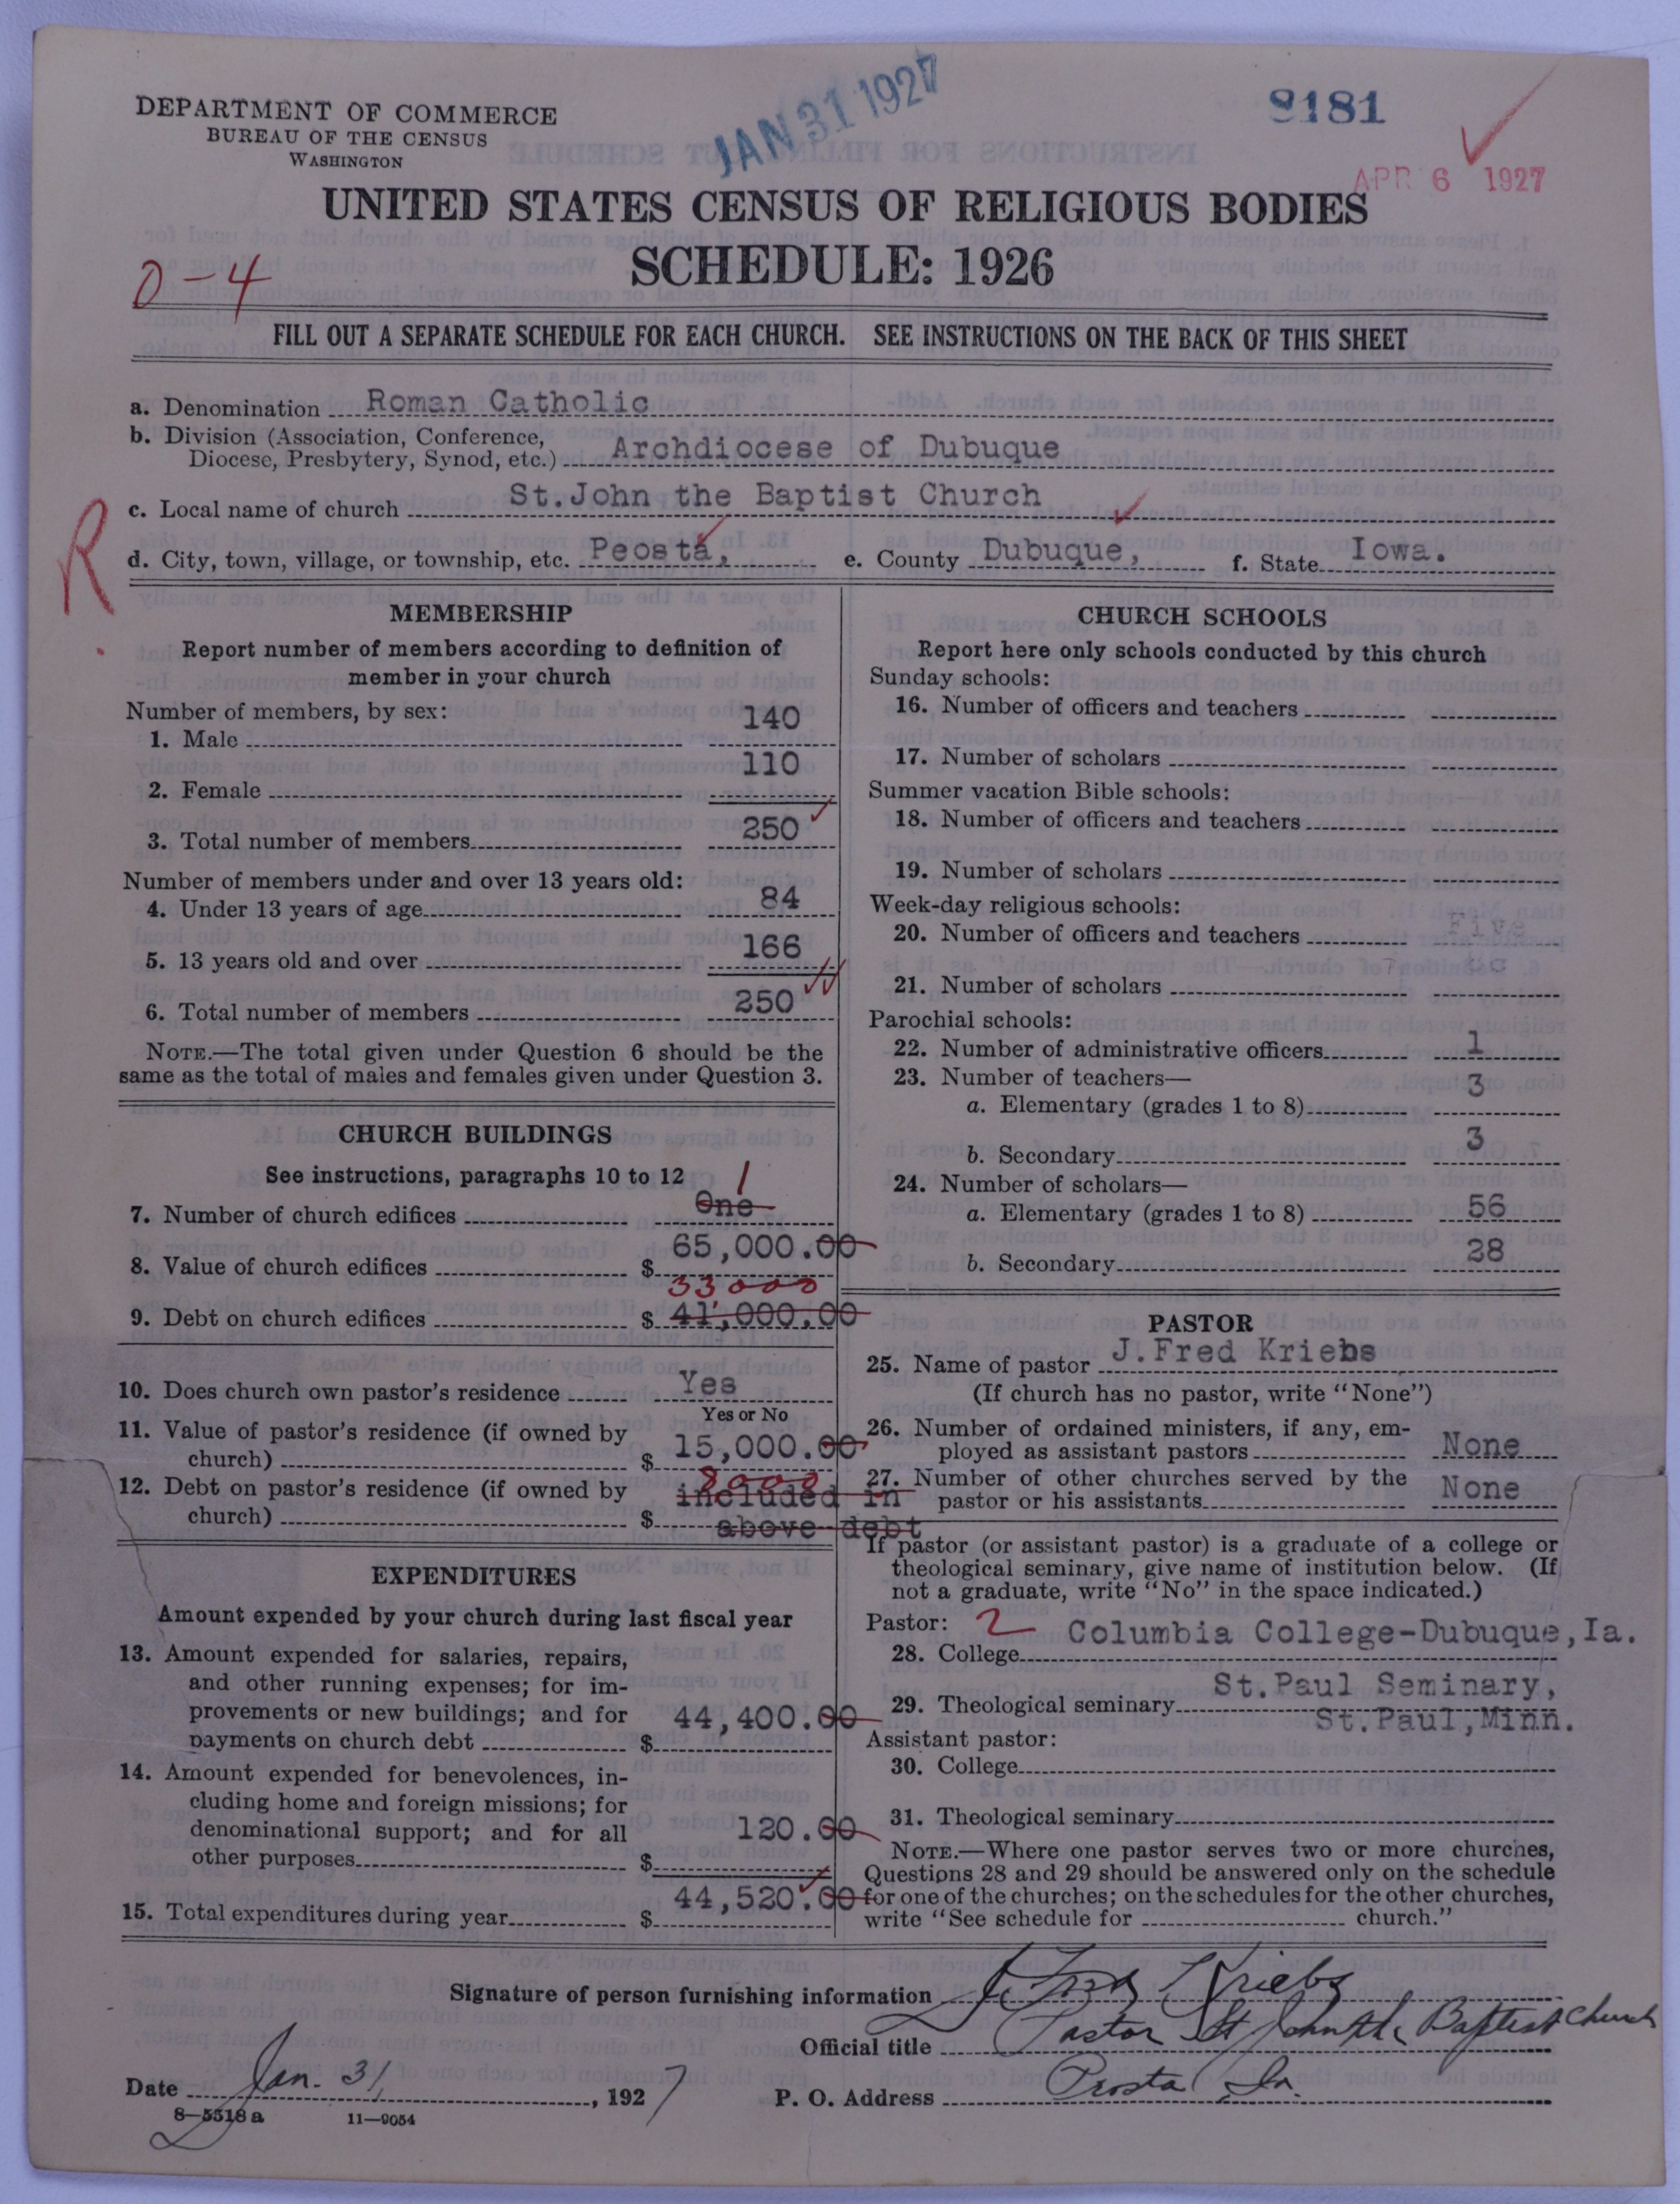 DEPARTMENT OF COMMERCE
BUREAU OF THE CENSUS
WASHINGTON
JAN 31 1927
9181
APR 6 1927
UNITED STATES CENSUS OF RELIGIOUS BODIES
SCHEDULE: 1926
0-4
FILL OUT A SEPARATE SCHEDULE FOR EACH CHURCH. SEE INSTRUCTIONS ON THE BACK OF THIS SHEET
a. Denomination Roman Catholic
b. Division (Association, Conference,
Diocese, Presbytery, Synod, etc.) Archdiocese of Dubuque
c. Local name of church St.John the Baptist Church
R.
d. City, town, village, or township, etc. Peosta, e. County Dubuque, f. State Iowa.
MEMBERSHIP
Report number of members according to definition of
member in your church
Number of members, by sex:
1. Male 140
2. Female 110
3. Total number of members 250
Number of members under and over 13 years old:
4. Under 13 years of age 84
5. 13 years old and over 166
6. Total number of members 250
NOTE.—The total given under Question 6 should be the
same as the total of males and females given under Question 3.
CHURCH BUILDINGS
See instructions, paragraphs 10 to 12
1
7. Number of church edifices One
8. Value of church edifices $ 65,000.00
33000
9. Debt on church edifices $ 41,000.00
10. Does church own pastor's residence Yes
Yes or No
11. Value of pastor's residence (if owned by
church) $ 15,000.00
8000
12. Debt on pastor's residence (if owned by included in
church) $ above debt
EXPENDITURES
Amount expended by your church during last fiscal year
13. Amount expended for salaries, repairs,
and other running expenses; for im-
provements or new buildings; and for
payments on church debt $ 44,400.00
14. Amount expended for benevolences, in-
cluding home and foreign missions; for
denominational support; and for all
other purposes $ 120.00
15. Total expenditures during year $ 44,520.00
CHURCH SCHOOLS
Report here only schools conducted by this church
Sunday schools:
16. Number of officers and teachers
17. Number of scholars
Summer vacation Bible schools:
18. Number of officers and teachers
19. Number of scholars
Week-day religious schools:
20. Number of officers and teachers Five
21. Number of scholars
Parochial schools:
22. Number of administrative officers 1
23. Number of teachers—
a. Elementary (grades 1 to 8) 3
b. Secondary 3
24. Number of scholars—
a. Elementary (grades 1 to 8) 56
b. Secondary 28
PASTOR
25. Name of pastor J.Fred Kriebs
(If church has no pastor, write "None")
26. Number of ordained ministers, if any, em-
ployed as assistant pastors None
27. Number of other churches served by the
pastor or his assistants None
If pastor (or assistant pastor) is a graduate of a college or
theological seminary, give name of institution below. (If
not a graduate, write "No" in the space indicated.)
Pastor: 2
28. College Columbia College-Dubuque,Ia.
29. Theological seminary St.Paul Seminary,
St.Paul,Minn.
Assistant pastor:
30. College
31. Theological seminary
NOTE.—Where one pastor serves two or more churches,
Questions 28 and 29 should be answered only on the schedule
for one of the churches; on the schedules for the other churches,
write "See schedule for church."
Signature of person furnishing information J. Fred Kriebs
Official title Pastor St John the Baptist Church
Date Jan. 31, 1927 P. O. Address Peosta Ia.
8-5518 a 11-9054